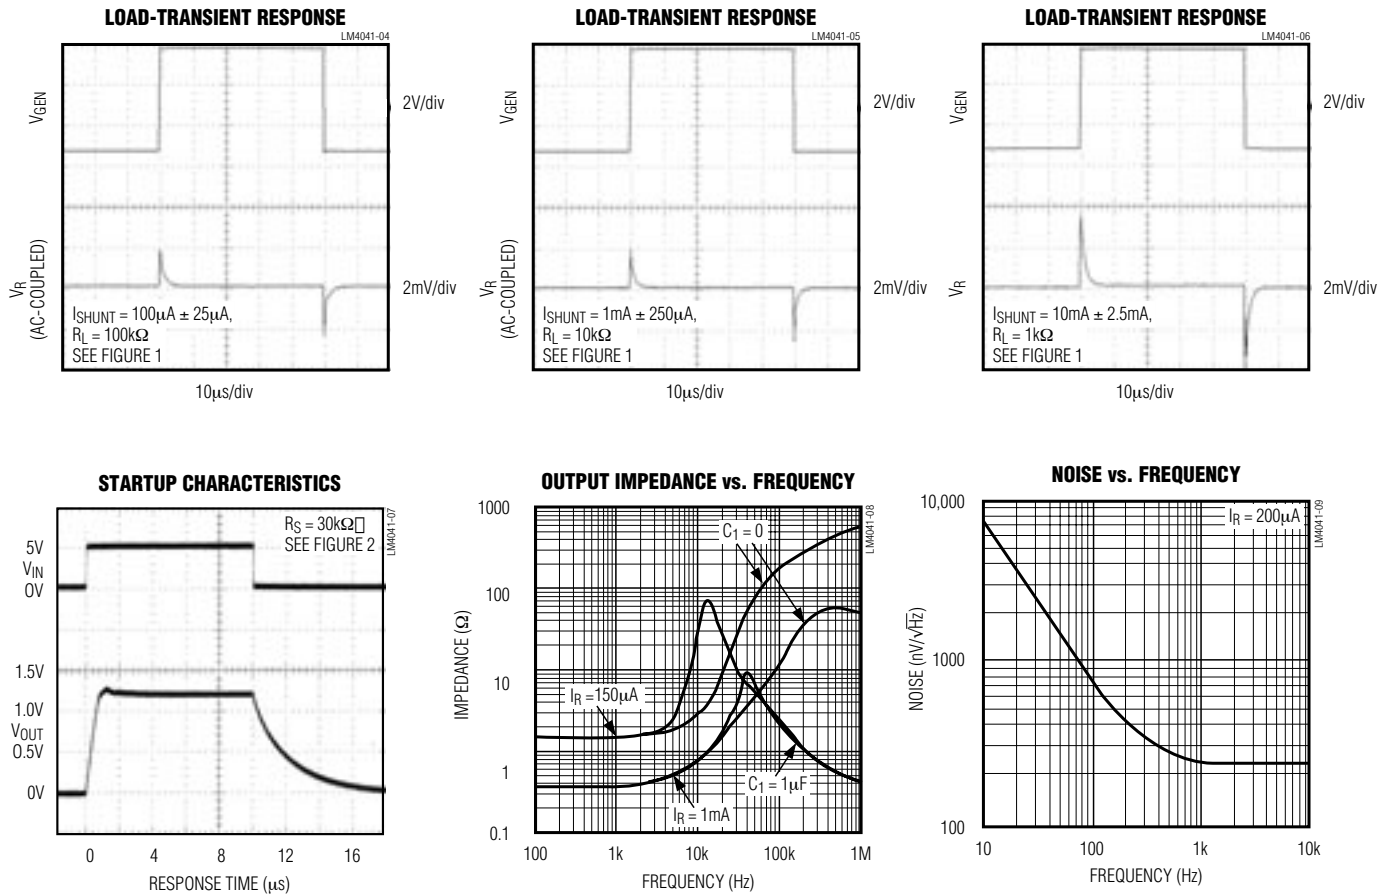 LOAD-TRANSIENT RESPONSE
LM4041-04
VGEN
2V/div
VR
(AC-COUPLED)
2mV/div
ISHUNT = 100μA ± 25μA,
RL = 100kΩ
SEE FIGURE 1
10μs/div
LOAD-TRANSIENT RESPONSE
LM4041-05
VGEN
2V/div
VR
(AC-COUPLED)
2mV/div
ISHUNT = 1mA ± 250μA,
RL = 10kΩ
SEE FIGURE 1
10μs/div
LOAD-TRANSIENT RESPONSE
LM4041-06
VGEN
2V/div
VR
2mV/div
ISHUNT = 10mA ± 2.5mA,
RL = 1kΩ
SEE FIGURE 1
10μs/div
STARTUP CHARACTERISTICS
RS = 30kΩ□
SEE FIGURE 2
LM4041-07
5V
VIN
0V
1.5V
1.0V
VOUT
0.5V
0V
0 4 8 12 16
RESPONSE TIME (μs)
OUTPUT IMPEDANCE vs. FREQUENCY
LM4041-08
IMPEDANCE (Ω)
1000
100
10
1
0.1
C1 = 0
IR = 150μA
C1 = 1μF
IR = 1mA
100 1k 10k 100k 1M
FREQUENCY (Hz)
NOISE vs. FREQUENCY
LM4041-09
NOISE (nV/√Hz)
10,000
IR = 200μA
1000
100
10 100 1k 10k
FREQUENCY (Hz)